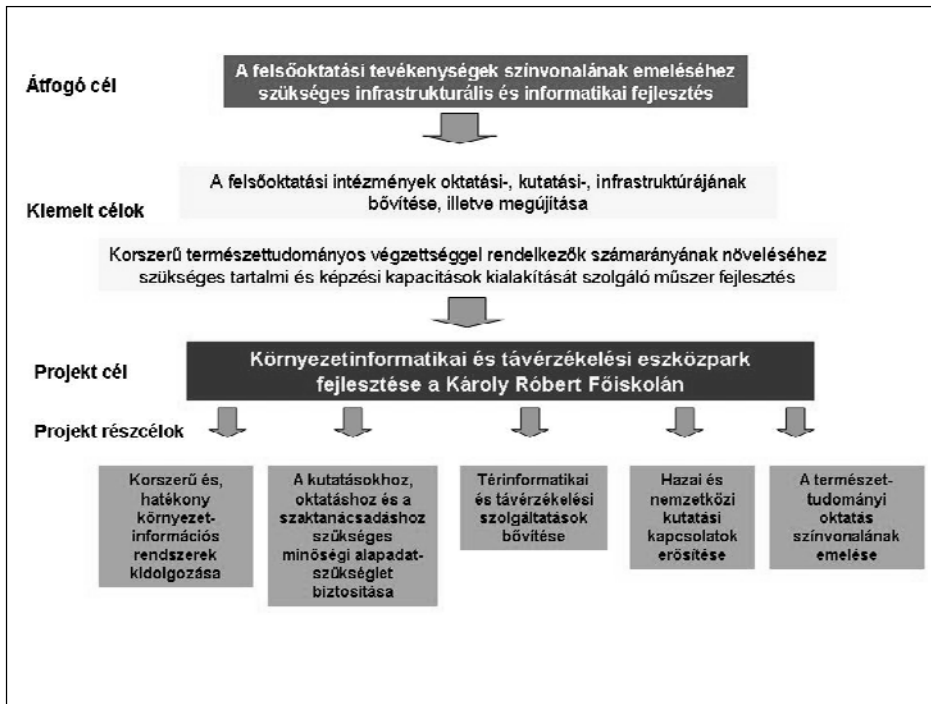 Átfogó cél
A felsőoktatási tevékenységek színvonalának emeléséhez
szükséges infrastrukturális és informatikai fejlesztés
Kiemelt célok
A felsőoktatási intézmények oktatási-, kutatási-, infrastruktúrájának
bővítése, illetve megújítása
Korszerű természettudományos végzettséggel rendelkezők számarányának növeléséhez
szükséges tartalmi és képzési kapacitások kialakítását szolgáló műszer fejlesztés
Projekt cél
Környezetinformatikai és távérzékelési eszközpark
fejlesztése a Károly Róbert Főiskolán
Projekt részcélok
Korszerű és,
hatékony
környezet-
információs
rendszerek
kidolgozása
A kutatásokhoz,
oktatáshoz és a
szaktanácsadáshoz
szükséges
minőségi alapadat-
szükséglet
biztosítása
Térinformatikai
és távérzékelési
szolgáltatások
bővítése
Hazai és
nemzetközi
kutatási
kapcsolatok
erősítése
A természet-
tudományi
oktatás
színvonalának
emelése